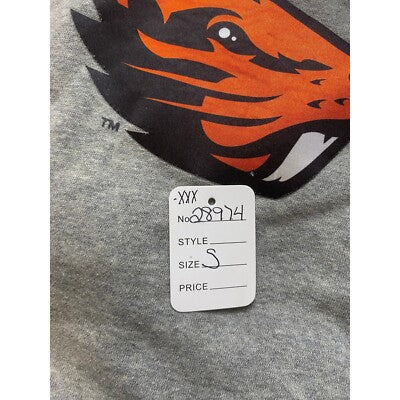 TM
-XXX
No 28974
STYLE
SIZE S
PRICE